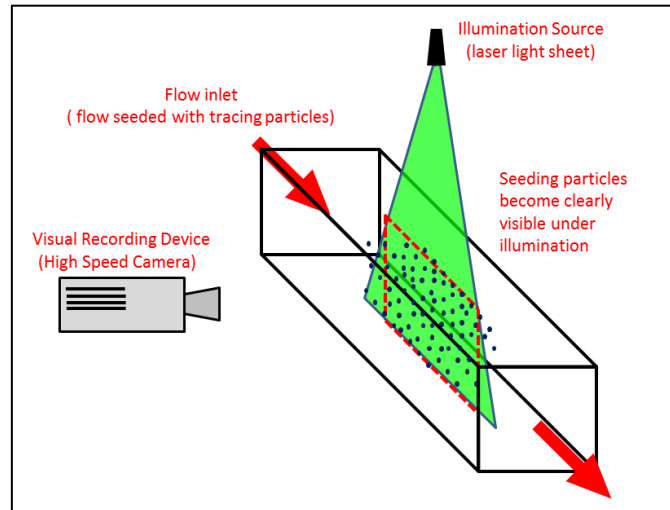 Illumination Source
(laser light sheet)
Flow inlet
( flow seeded with tracing particles)
Seeding particles
become clearly
visible under
illumination
Visual Recording Device
(High Speed Camera)